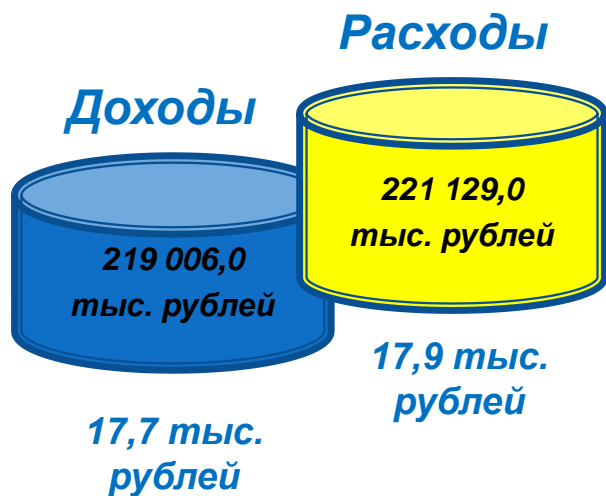 Расходы
Доходы
221 129,0
тыс. рублей
219 006,0
тыс. рублей
17,9 тыс.
рублей
17,7 тыс.
рублей